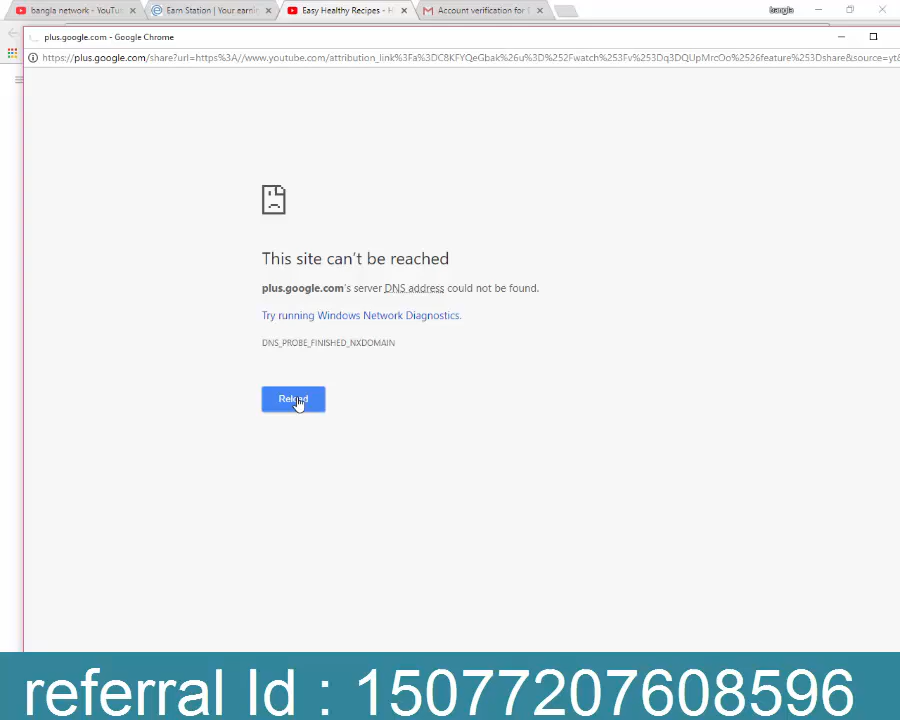 bangla network - YouTu
Earn Station | Your earnin
Easy Healthy Recipes - H
Account verification for E
bangla
plus.google.com - Google Chrome
https://plus.google.com/share?url=https%3A//www.youtube.com/attribution_link%3Fa%3DC8KFYQeGbak%26u%3D%252Fwatch%253Fv%253Dq3DQUpMrcOo%2526feature%253Dshare&source=yt&
This site can't be reached
plus.google.com's server DNS address could not be found.
Try running Windows Network Diagnostics.
DNS_PROBE_FINISHED_NXDOMAIN
Reload
referral Id : 15077207608596